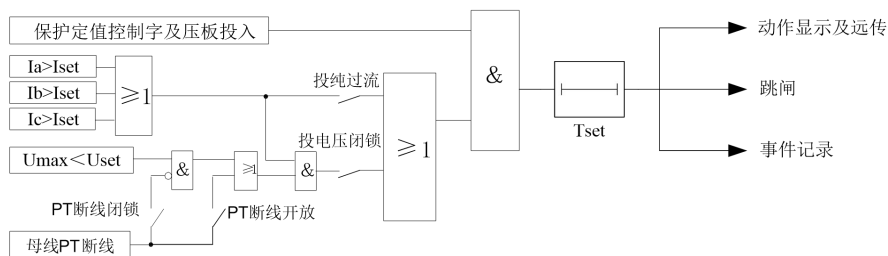 保护定值控制字及压板投入
Ia>Iset
Ib>Iset
Ic>Iset
≥1
投纯过流
投电压闭锁
≥1
&
Tset
动作显示及远传
跳闸
事件记录
Umax<Uset
&
≥1
&
PT断线闭锁
PT断线开放
母线PT断线